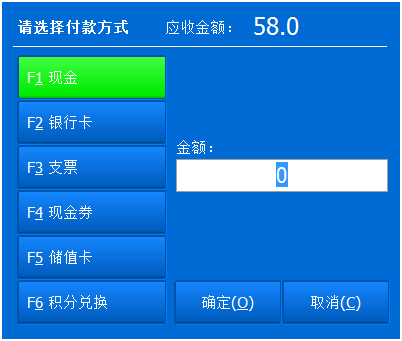 请选择付款方式 应收金额： 58.0
F1 现金
F2 银行卡
F3 支票
金额：
0
F4 现金券
F5 储值卡
F6 积分兑换
确定(O) 取消(C)